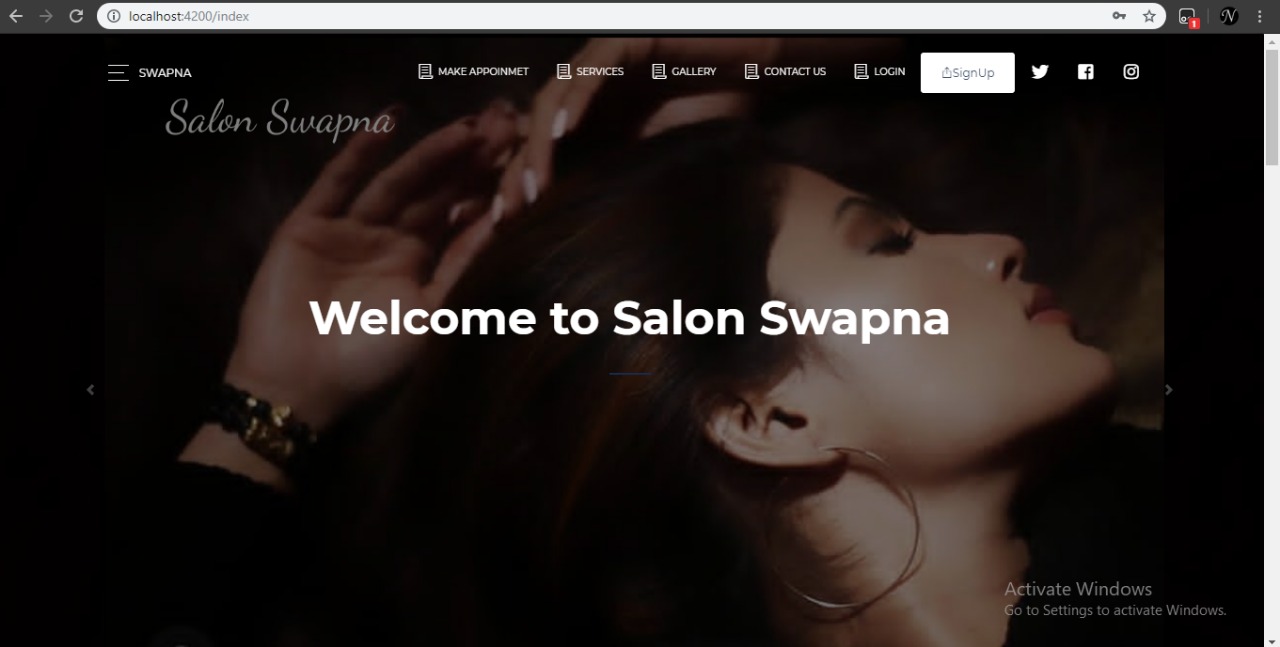 localhost:4200/index
1
SWAPNA
MAKE APPOINMET
SERVICES
GALLERY
CONTACT US
LOGIN
SignUp
Salon Swapna
Welcome to Salon Swapna
Activate Windows
Go to Settings to activate Windows.